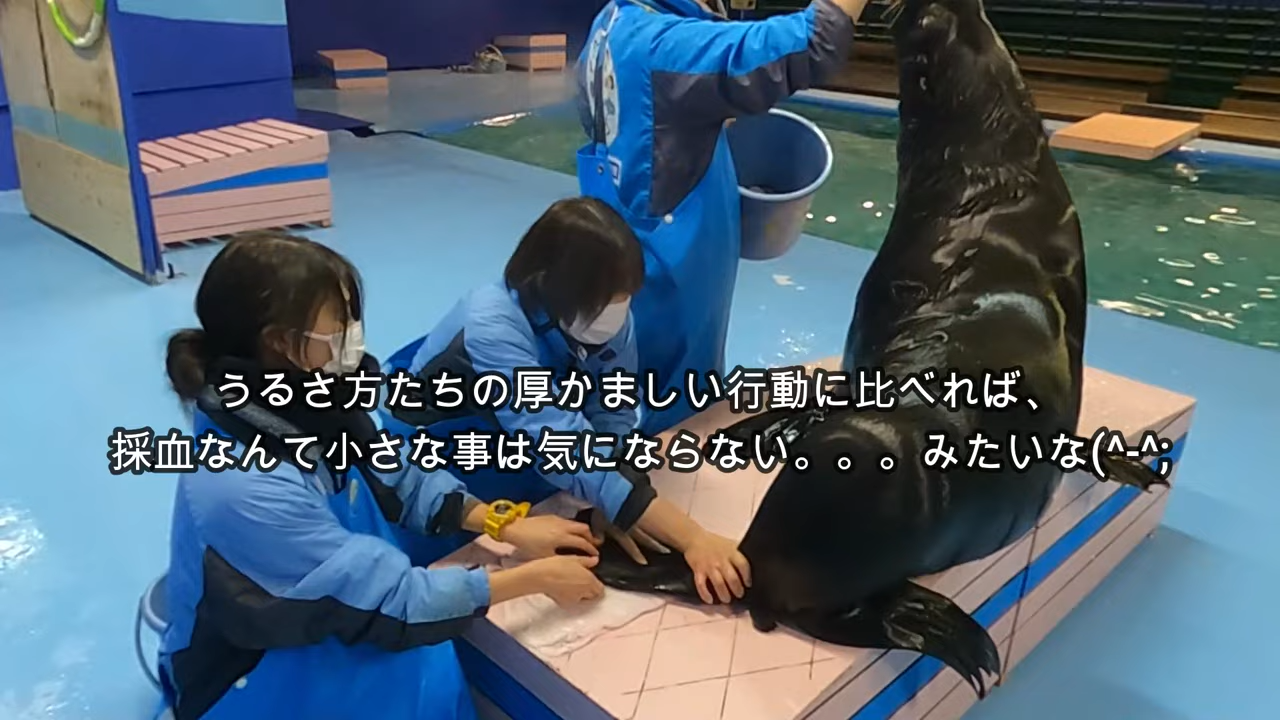 うるさ方たちの厚かましい行動に比べれば、
採血なんて小さな事は気にならない。。。みたいな(^-^;